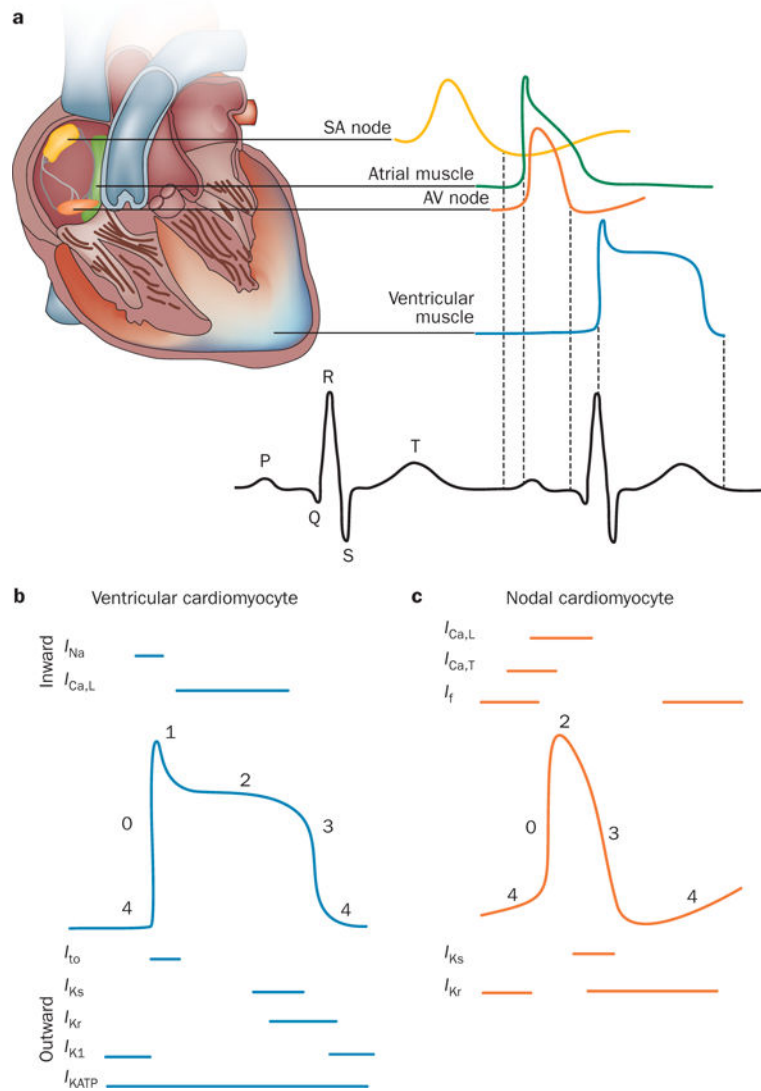 a
SA node
Atrial muscle
AV node
Ventricular
muscle
R
P
T
Q
S
b Ventricular cardiomyocyte
Inward
I_Na
I_Ca,L
1
2
0
3
4
4
Outward
I_to
I_Ks
I_Kr
I_K1
I_KATP
c Nodal cardiomyocyte
I_Ca,L
I_Ca,T
I_f
2
0
3
4
4
I_Ks
I_Kr